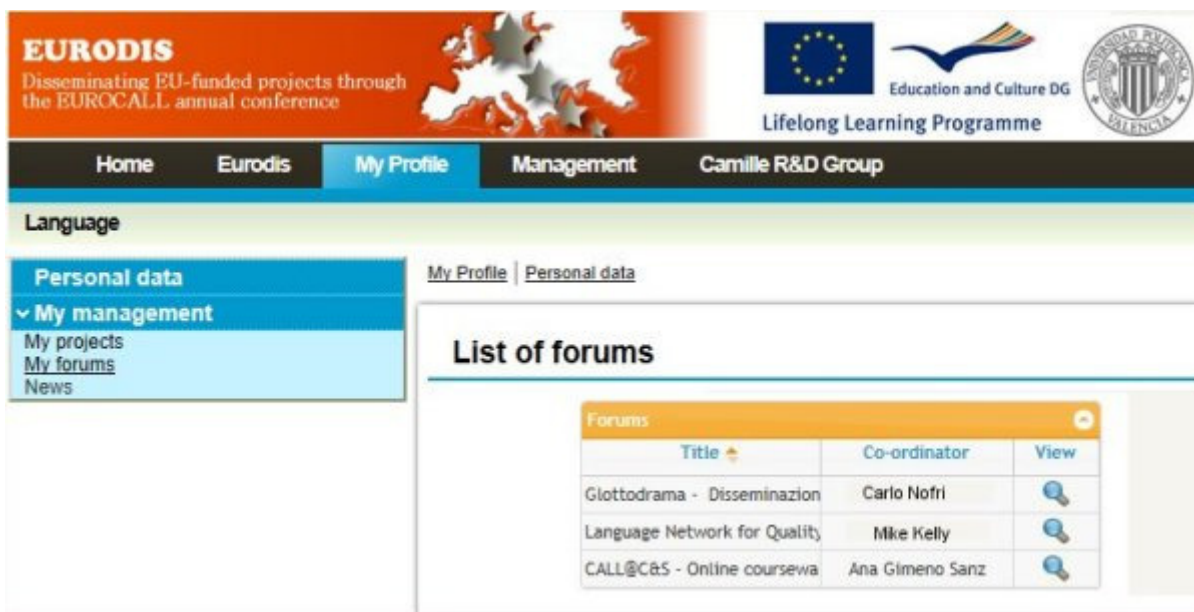 EURODIS
Disseminating EU-funded projects through
the EUROCALL annual conference
Education and Culture DG
Lifelong Learning Programme
UNIVERSIDAD POLITECNICA
VALENCIA
Home Eurodis My Profile Management Camille R&D Group
Language
Personal data
My management
My projects
My forums
News
My Profile | Personal data
List of forums
Forums
Title Co-ordinator View
Glottodrama - Disseminazion Carlo Nofri
Language Network for Quality Mike Kelly
CALL@C&S - Online coursewa Ana Gimeno Sanz